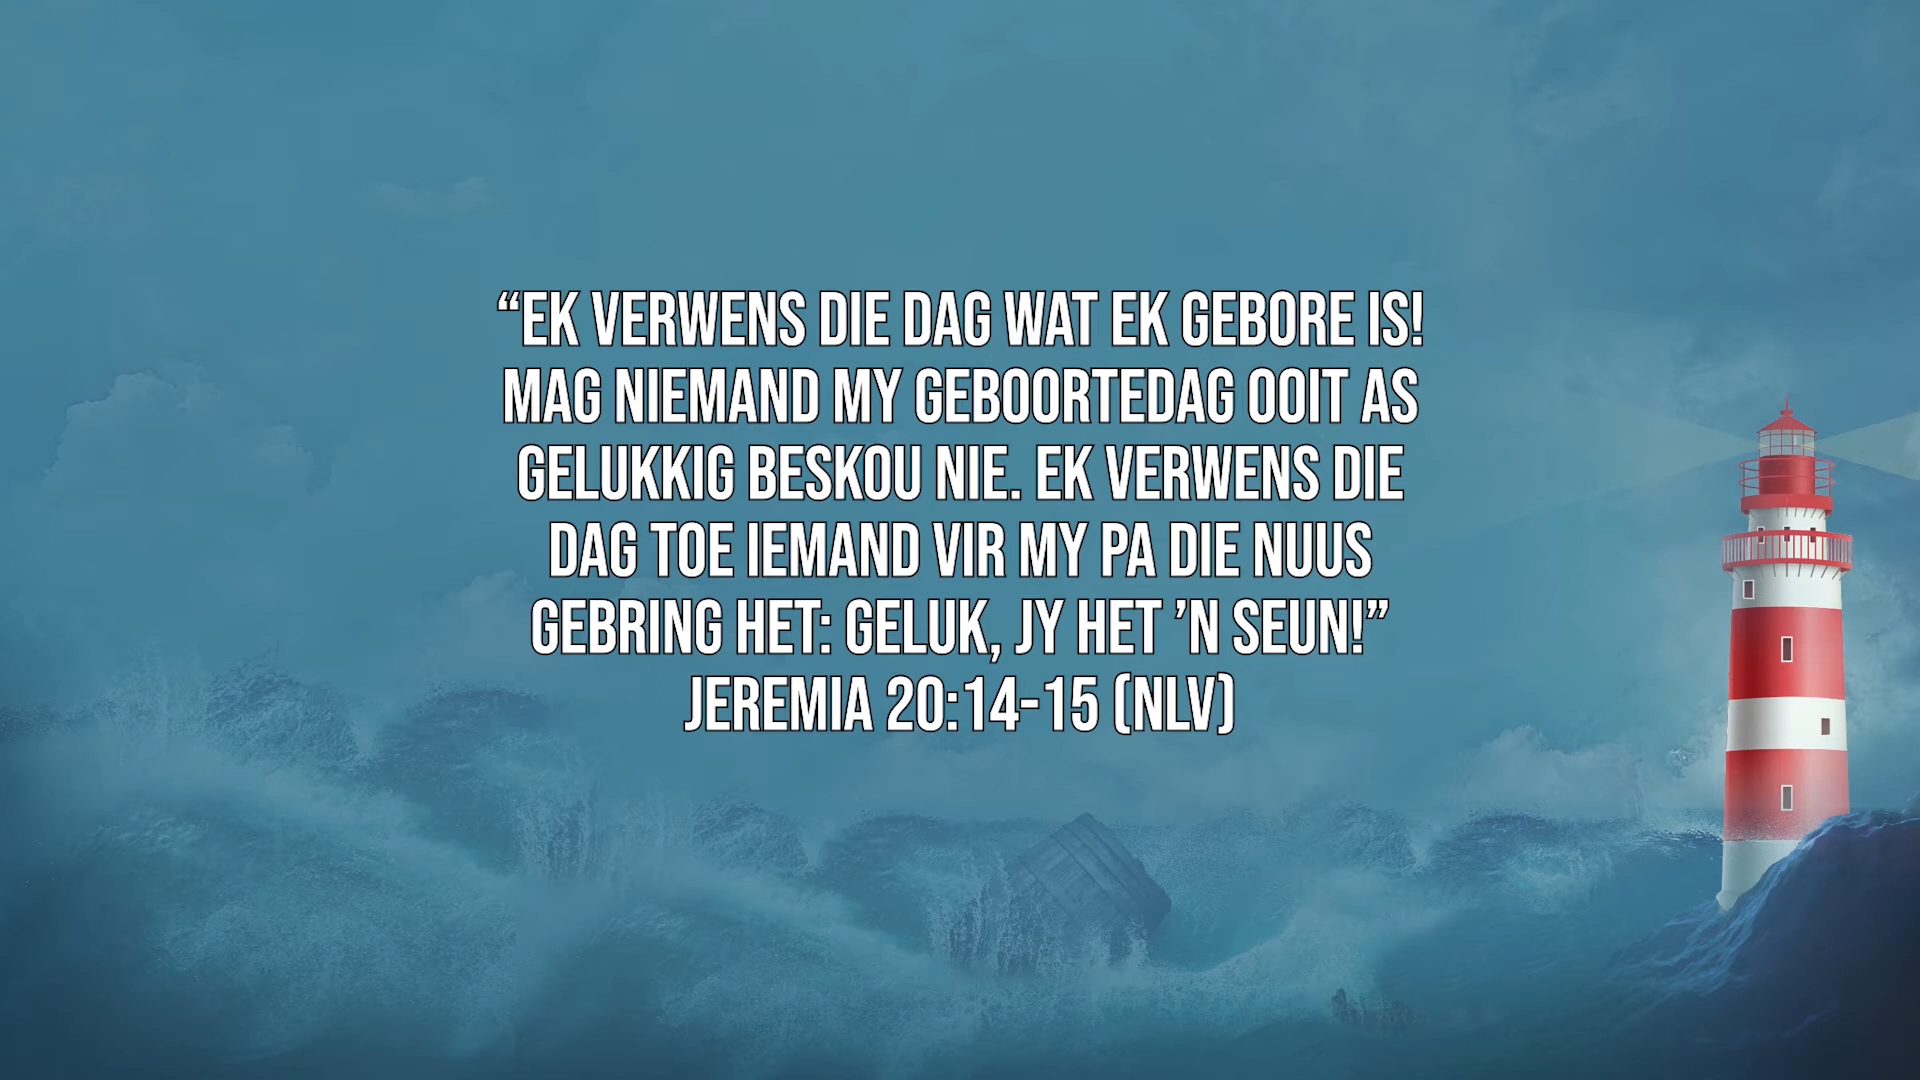 “EK VERWENS DIE DAG WAT EK GEBORE IS!
MAG NIEMAND MY GEBOORTEDAG OOIT AS
GELUKKIG BESKOU NIE. EK VERWENS DIE
DAG TOE IEMAND VIR MY PA DIE NUUS
GEBRING HET: GELUK, JY HET ’N SEUN!”
JEREMIA 20:14-15 (NLV)